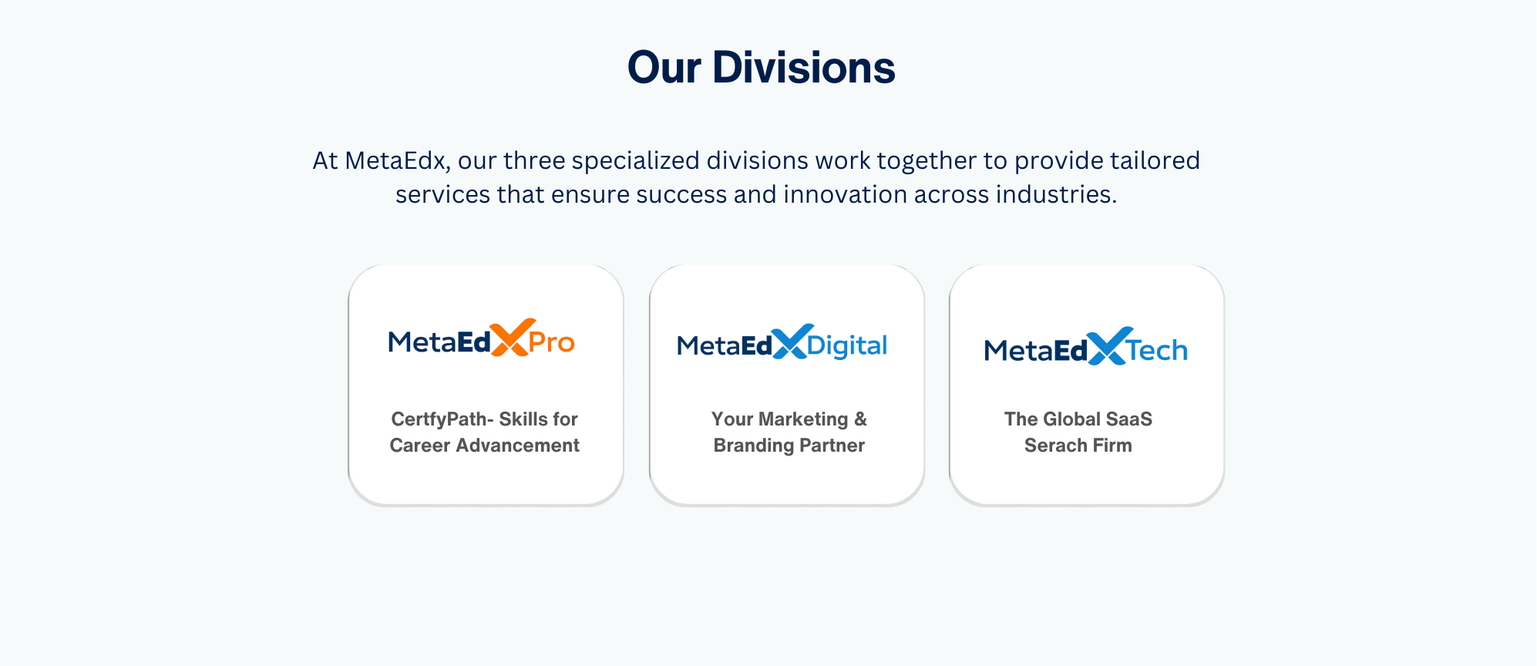 Our Divisions
At MetaEdx, our three specialized divisions work together to provide tailored
services that ensure success and innovation across industries.
MetaEdXPro
CertfyPath- Skills for
Career Advancement
MetaEdXDigital
Your Marketing &
Branding Partner
MetaEdXTech
The Global SaaS
Serach Firm